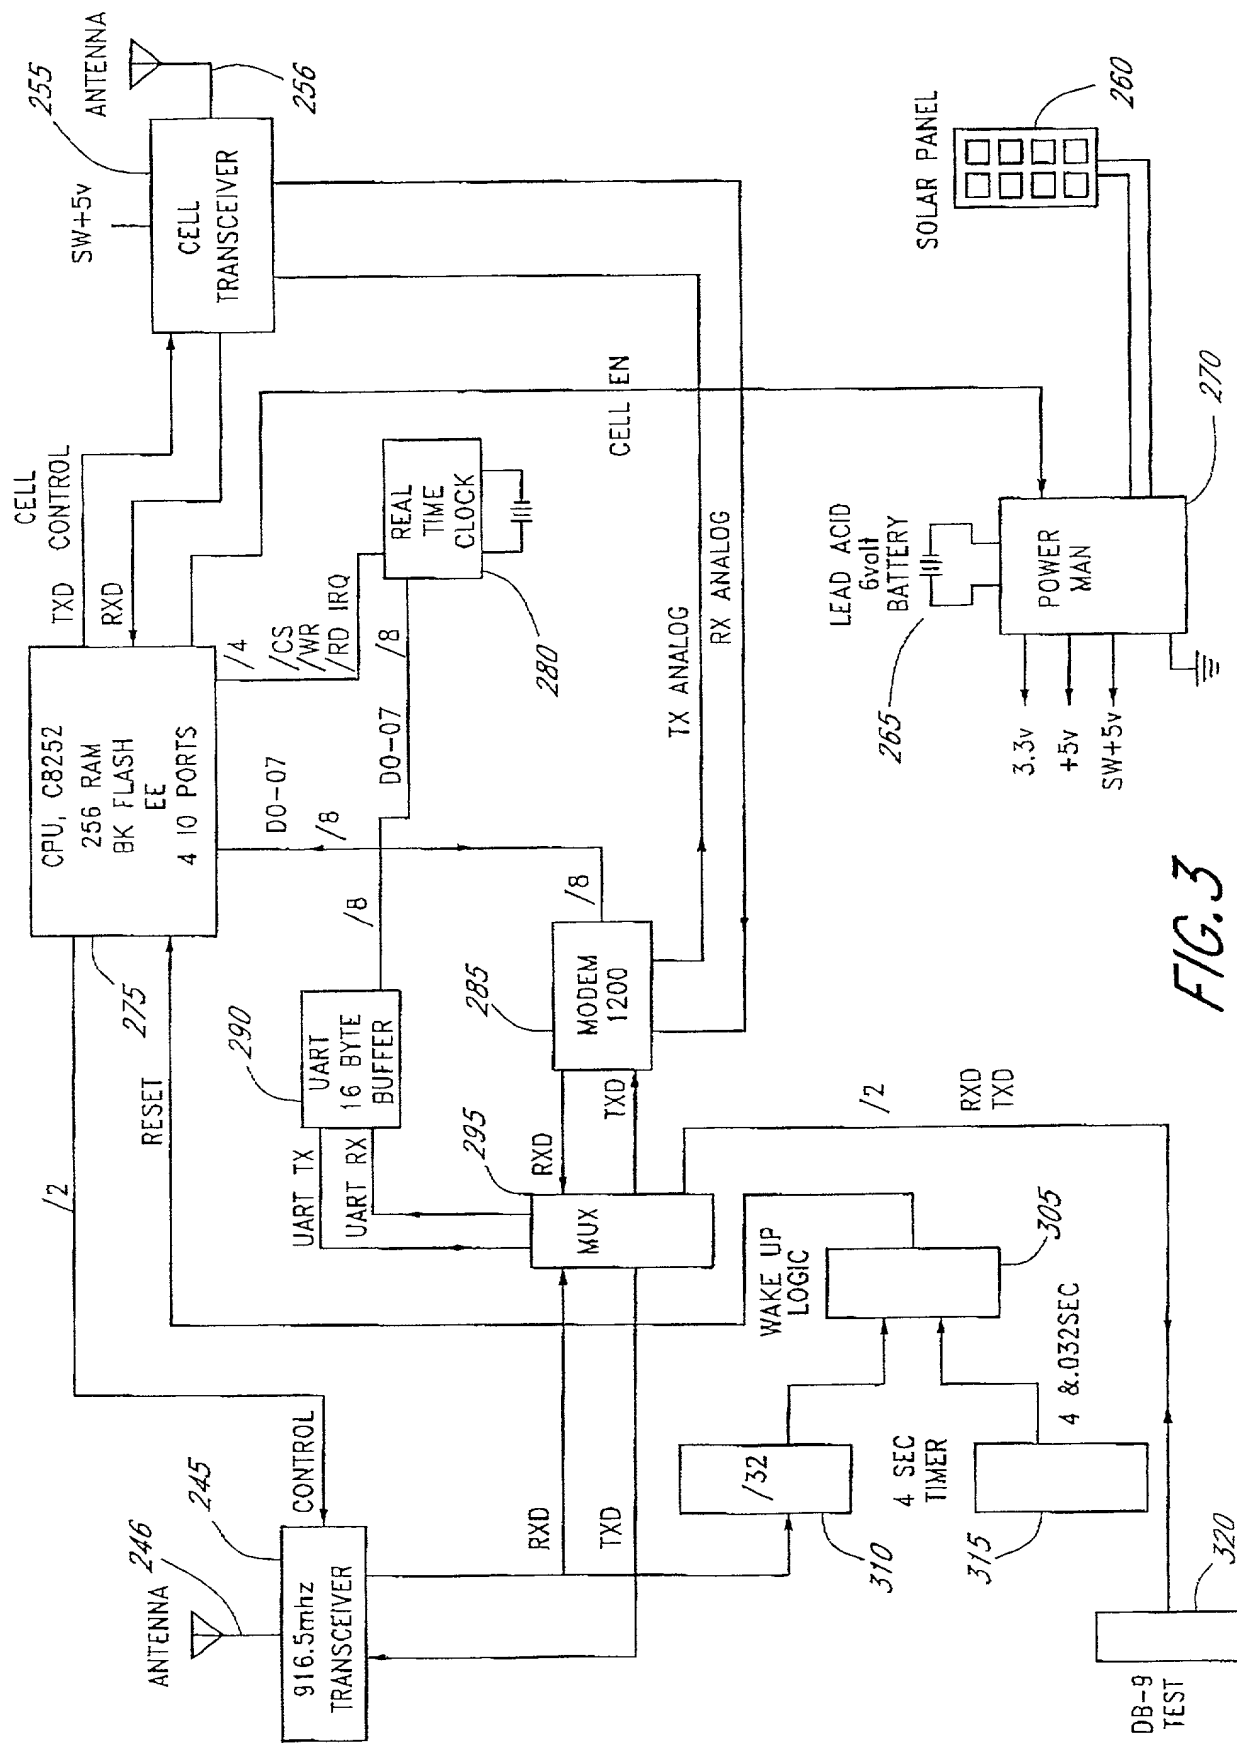 ANTENNA
246
245
916.5mhz
TRANSCEIVER
CONTROL
/2
275
CPU, C8252
256 RAM
BK FLASH
EE
4 IO PORTS
RESET
CELL
CONTROL
TXD
RXD
SW+5v
255
CELL
TRANSCEIVER
ANTENNA
256
/4
/CS
/WR
/RD IRQ
REAL
TIME
CLOCK
280
DO-07
/8
DO-07
/8
/8
290
UART
16 BYTE
BUFFER
UART TX
UART RX
295
MUX
RXD
TXD
285
MODEM
1200
/8
TX ANALOG
RX ANALOG
CELL EN
RXD
TXD
/32
310
4 SEC
TIMER
315
4 &.032SEC
WAKE UP
LOGIC
305
/2
RXD
TXD
DB-9
TEST
320
LEAD ACID
6volt
BATTERY
265
POWER
MAN
270
3.3v
+5v
SW+5v
SOLAR PANEL
260
FIG. 3